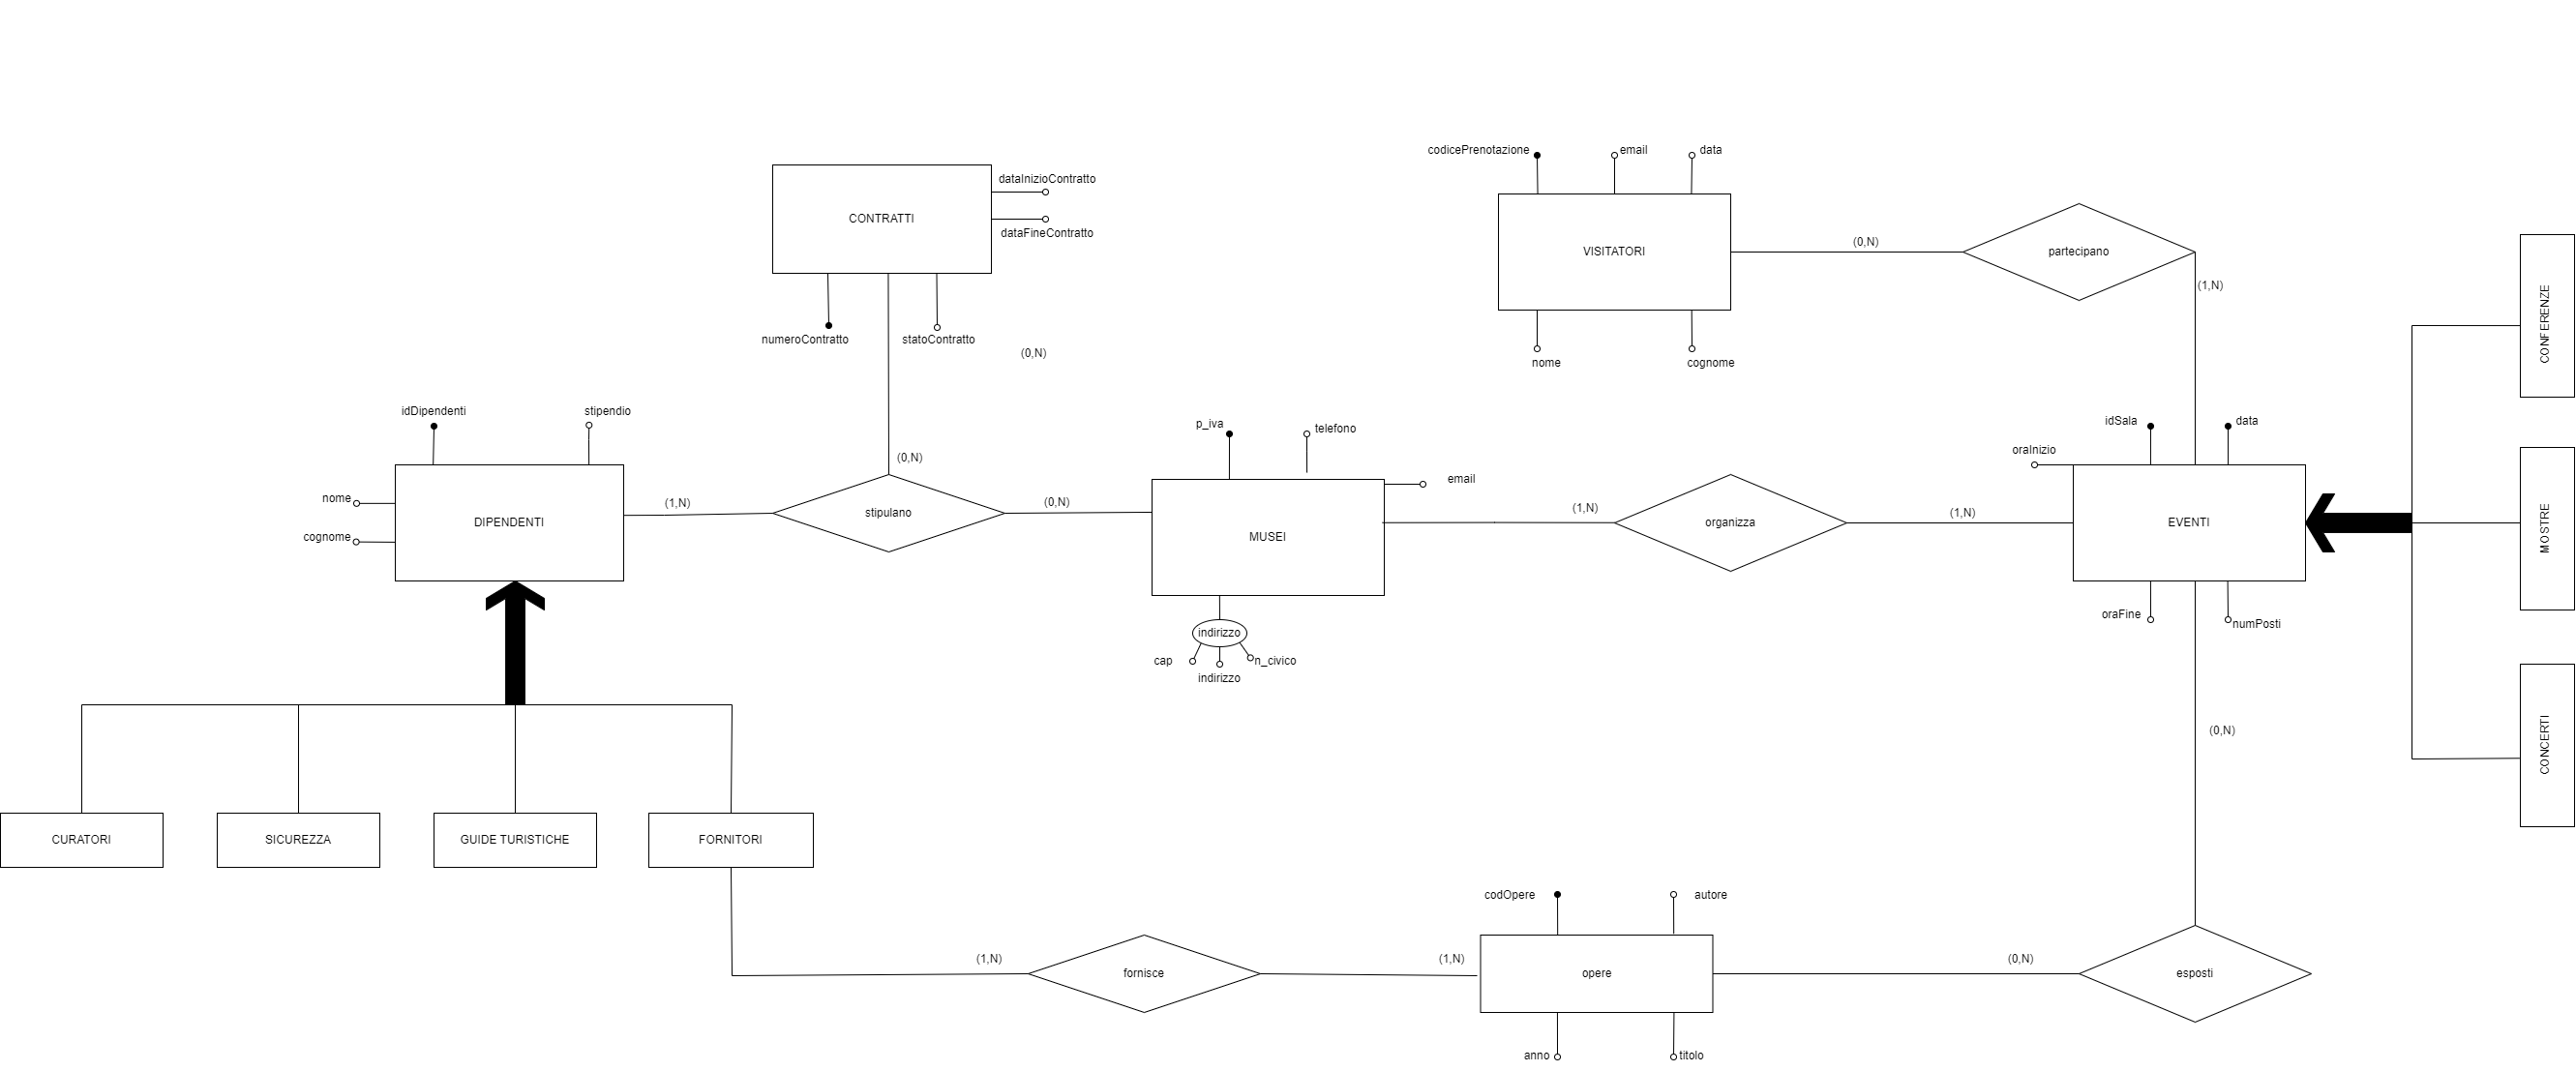 codicePrenotazione
email
data
dataInizioContratto
CONTRATTI
dataFineContratto
VISITATORI
(0,N)
partecipano
(1,N)
CONFERENZE
numeroContratto
statoContratto
(0,N)
nome
cognome
idDipendenti
stipendio
p_iva
telefono
idSala
data
oraInizio
(0,N)
email
nome
(1,N)
(0,N)
(1,N)
(1,N)
DIPENDENTI
stipulano
MUSEI
organizza
EVENTI
MOSTRE
cognome
oraFine
numPosti
indirizzo
cap
n_civico
indirizzo
(0,N)
CONCERTI
CURATORI
SICUREZZA
GUIDE TURISTICHE
FORNITORI
codOpere
autore
(1,N)
(1,N)
(0,N)
fornisce
opere
esposti
anno
titolo